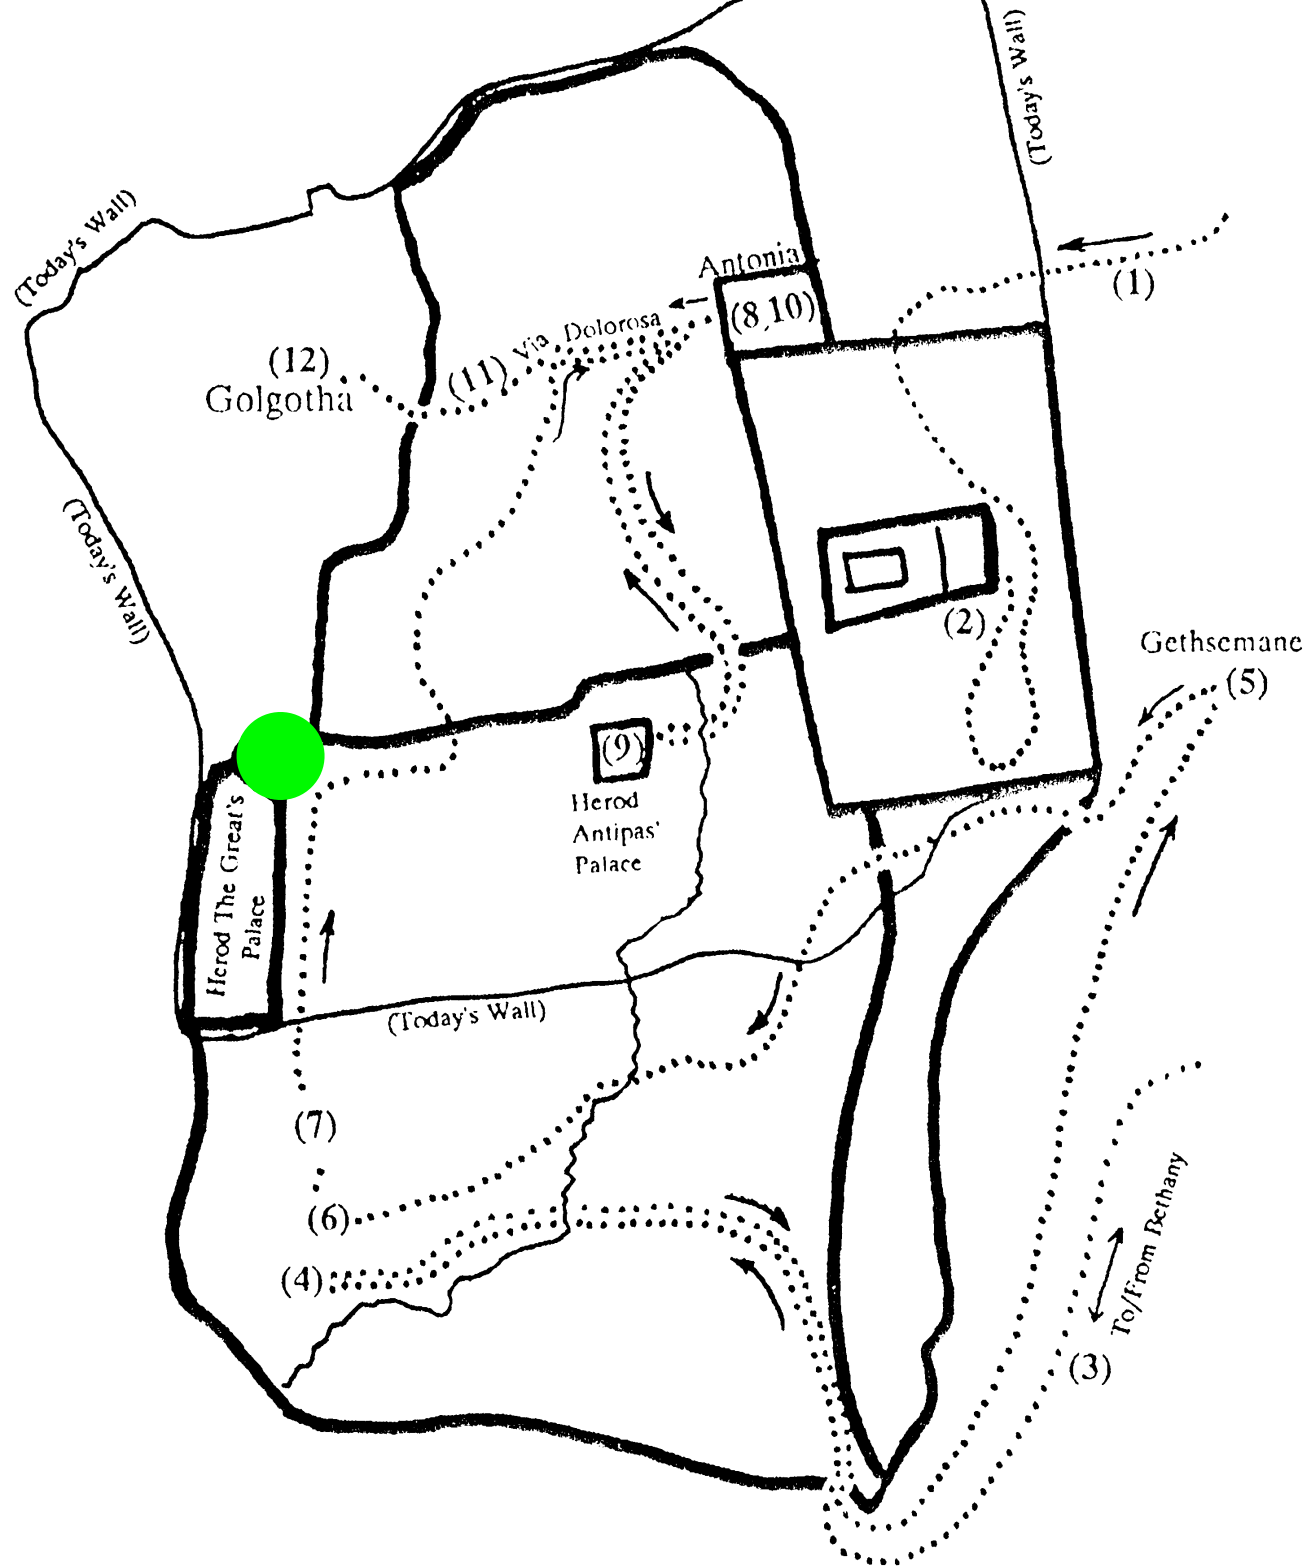 (Today's Wall)
(Today's Wall)
Antonia
(1)
(8,10)
Via Dolorosa
(12)
(11)
Golgotha
(Today's Wall)
(2)
Gethsemane
(5)
(9)
Herod
Antipas'
Palace
Herod The Great's
Palace
(Today's Wall)
(7)
(6)
(4)
To/From Bethany
(3)